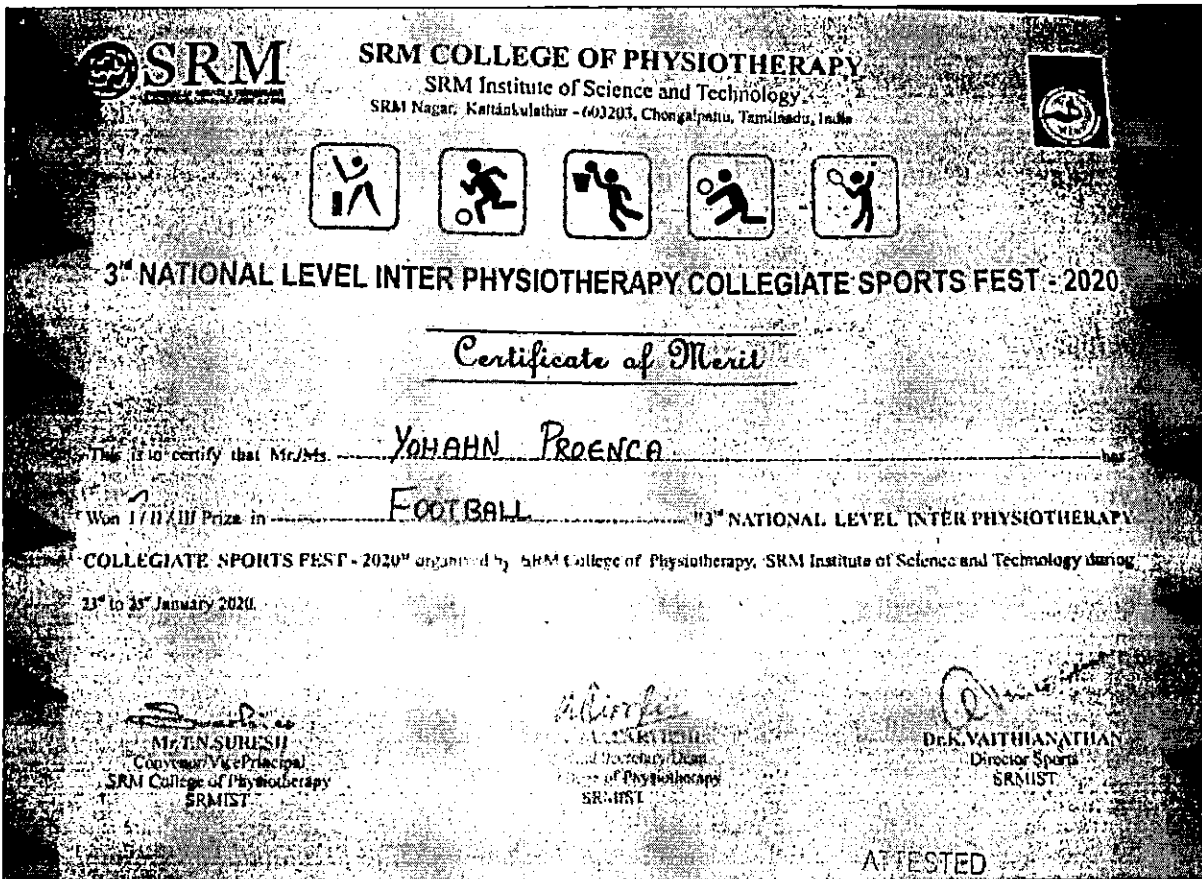 SRM
SRM COLLEGE OF PHYSIOTHERAPY
SRM Institute of Science and Technology
SRM Nagar, Kattankulathur - 603203, Chengalpattu, Tamilnadu, India
3rd NATIONAL LEVEL INTER PHYSIOTHERAPY COLLEGIATE SPORTS FEST - 2020
Certificate of Merit
This is to certify that Mr./Ms. YOHAHN PROENCA has
Won I / II / III Prize in FOOTBALL "3rd NATIONAL LEVEL INTER PHYSIOTHERAPY
COLLEGIATE SPORTS FEST - 2020" organized by SRM College of Physiotherapy, SRM Institute of Science and Technology during
23rd to 25th January 2020.
Mr.T.N.SURESH
Convenor/Vice Principal
SRM College of Physiotherapy
SRMIST
Dean
of Physiotherapy
SRMIST
Dr.K.VAITHIANATHAN
Director Sports
SRMIST
ATTESTED